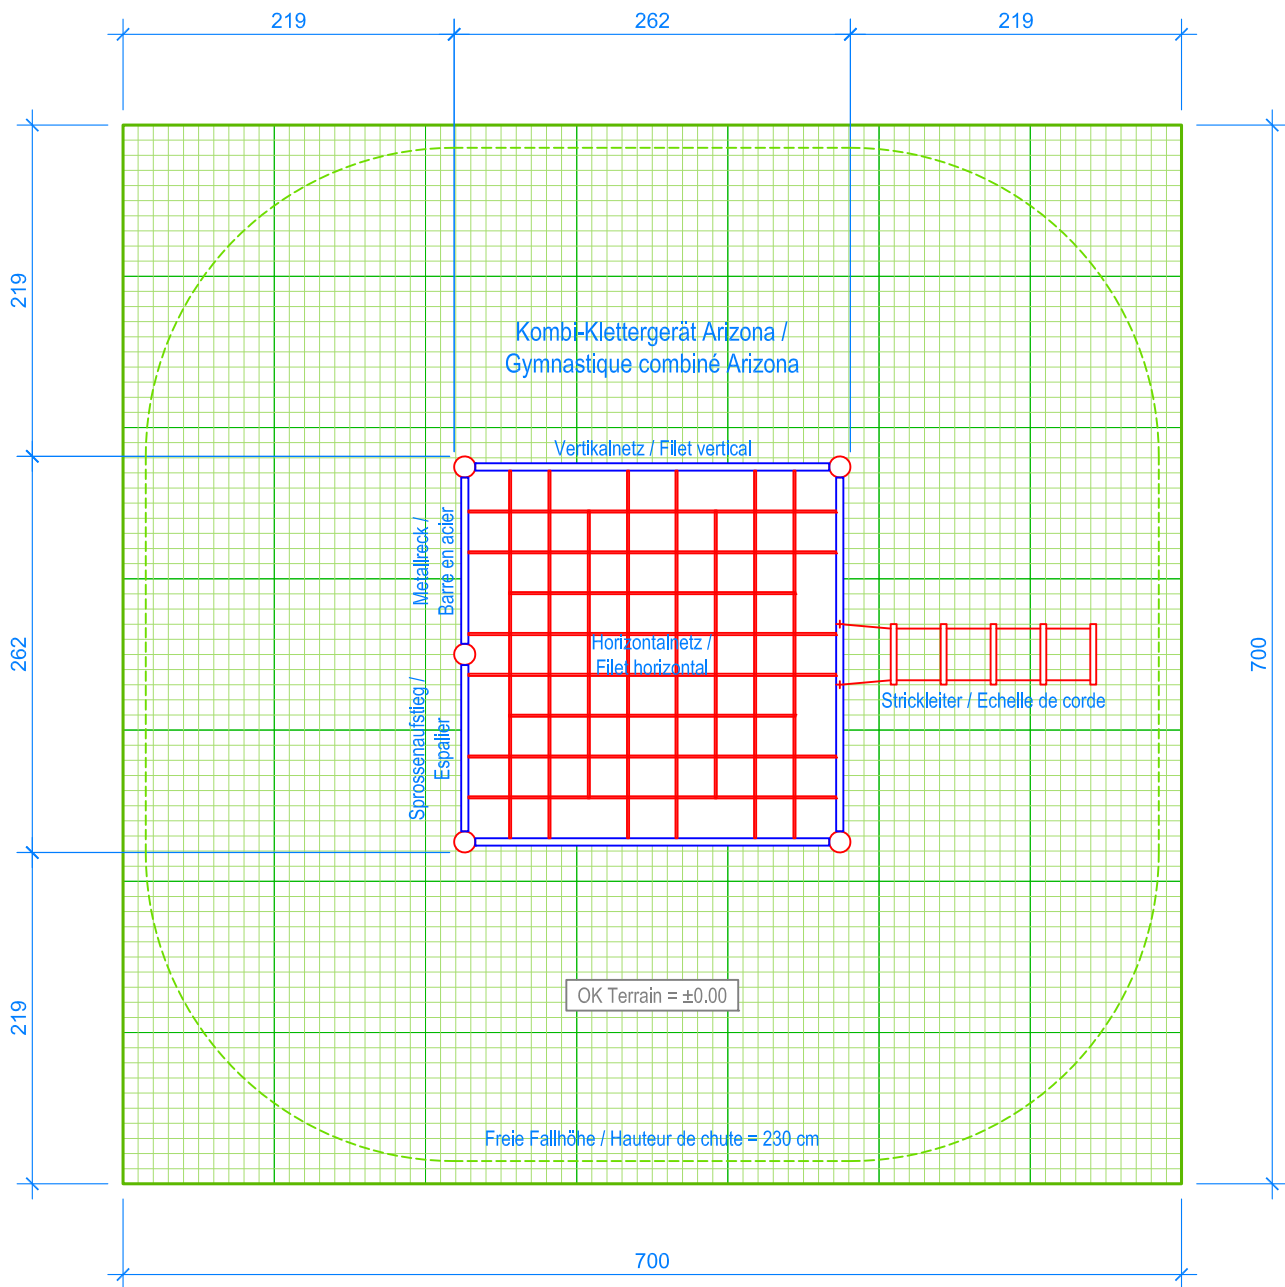 219
262
219
219
Kombi-Klettergerät Arizona /
Gymnastique combiné Arizona
Vertikalnetz / Filet vertical
Metallreck /
Barre en acier
262
Horizontalnetz /
Filet horizontal
700
Sprossenaufstieg /
Espalier
Strickleiter / Echelle de corde
219
OK Terrain = ±0.00
Freie Fallhöhe / Hauteur de chute = 230 cm
700